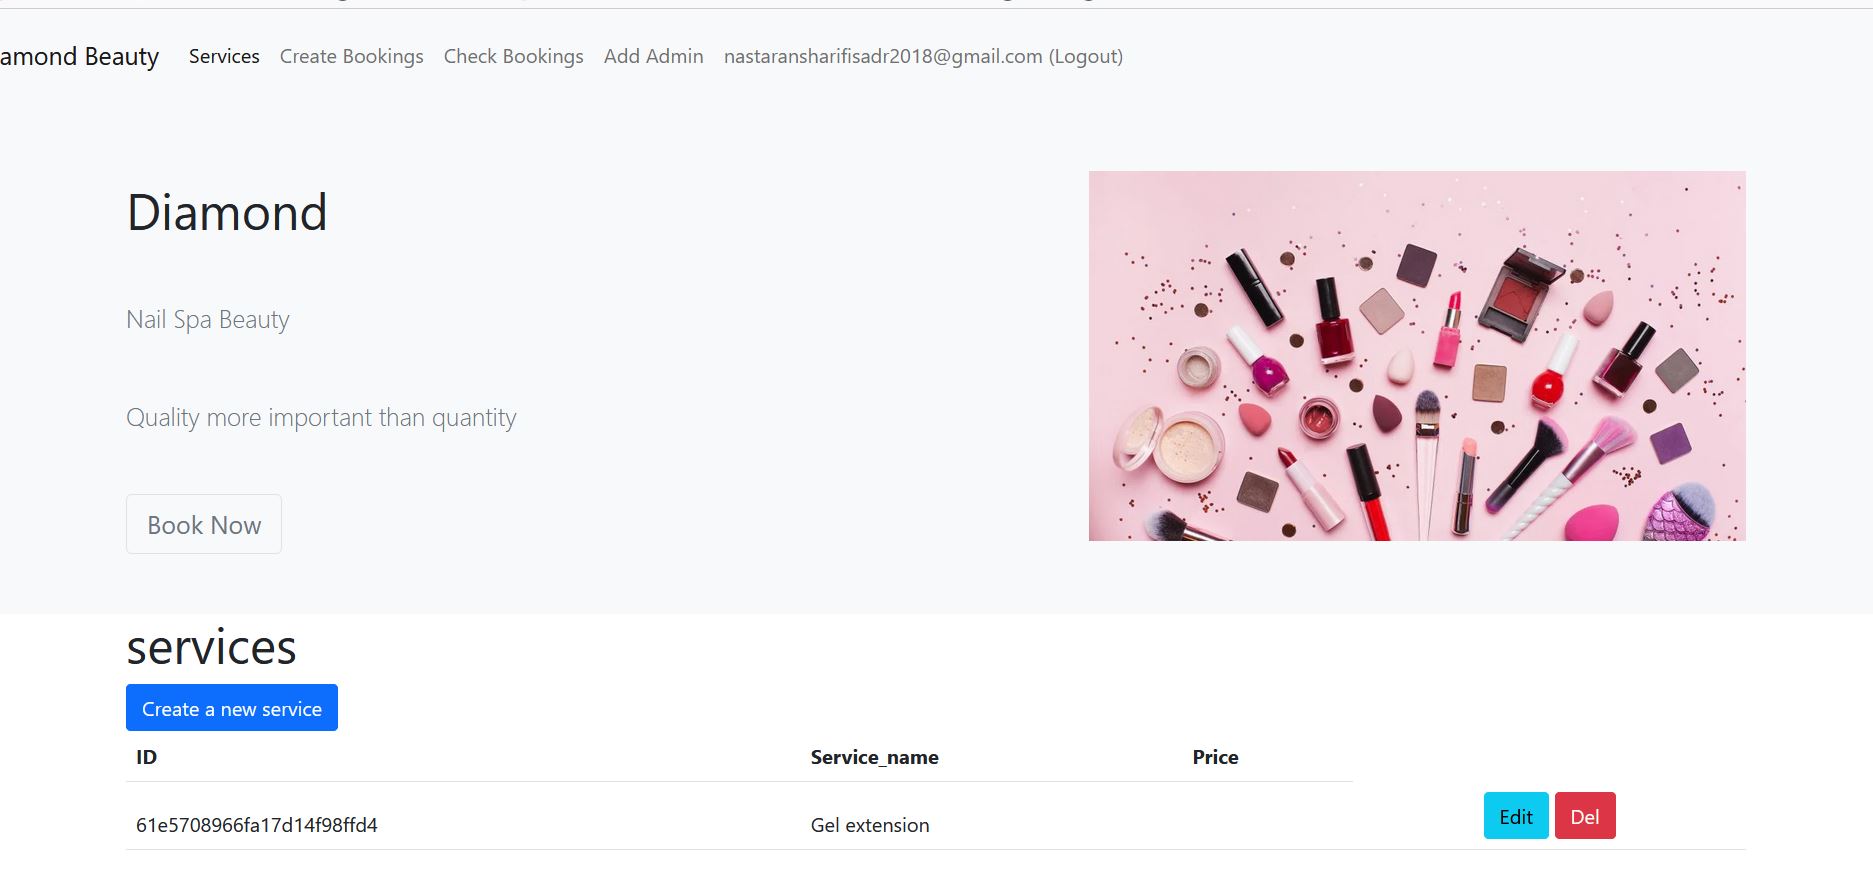 amond Beauty Services Create Bookings Check Bookings Add Admin nastaransharifisadr2018@gmail.com (Logout)
Diamond
Nail Spa Beauty
Quality more important than quantity
Book Now
services
Create a new service
ID Service_name Price
61e5708966fa17d14f98ffd4 Gel extension Edit Del